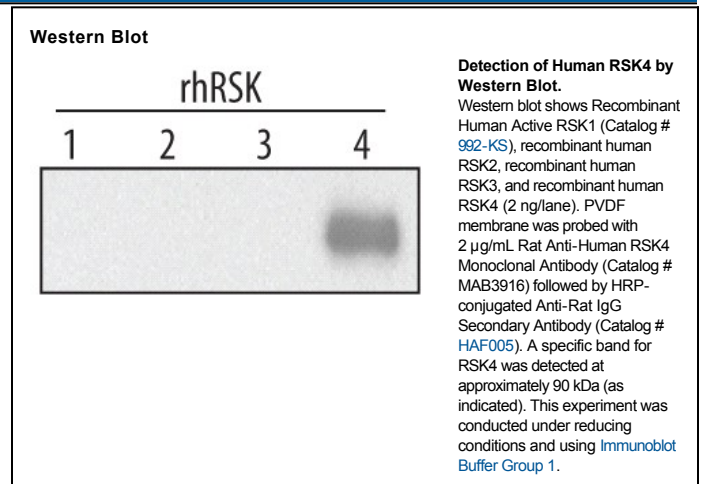 Western Blot
rhRSK
1 2 3 4
Detection of Human RSK4 by
Western Blot.
Western blot shows Recombinant
Human Active RSK1 (Catalog #
992-KS), recombinant human
RSK2, recombinant human
RSK3, and recombinant human
RSK4 (2 ng/lane). PVDF
membrane was probed with
2 µg/mL Rat Anti-Human RSK4
Monoclonal Antibody (Catalog #
MAB3916) followed by HRP-
conjugated Anti-Rat IgG
Secondary Antibody (Catalog #
HAF005). A specific band for
RSK4 was detected at
approximately 90 kDa (as
indicated). This experiment was
conducted under reducing
conditions and using Immunoblot
Buffer Group 1.